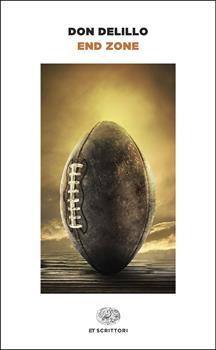 DON DELILLO
END ZONE
ET SCRITTORI